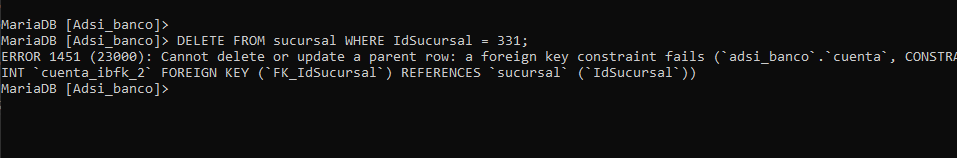 MariaDB [Adsi_banco]>
MariaDB [Adsi_banco]> DELETE FROM sucursal WHERE IdSucursal = 331;
ERROR 1451 (23000): Cannot delete or update a parent row: a foreign key constraint fails (`adsi_banco`.`cuenta`, CONSTRA
INT `cuenta_ibfk_2` FOREIGN KEY (`FK_IdSucursal`) REFERENCES `sucursal` (`IdSucursal`))
MariaDB [Adsi_banco]>